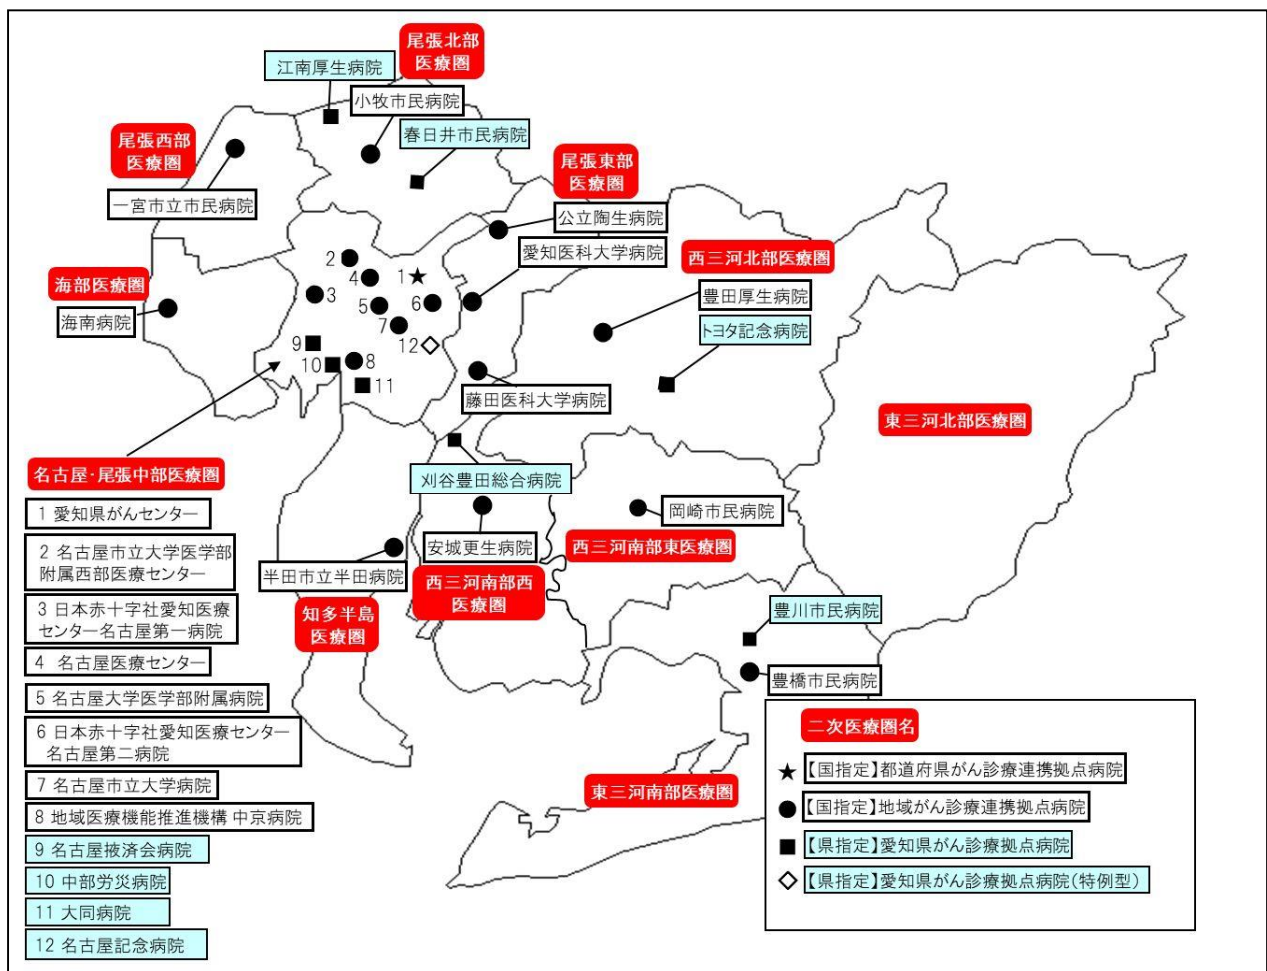 尾張北部
医療圏
江南厚生病院
小牧市民病院
春日井市民病院
尾張西部
医療圏
一宮市立市民病院
尾張東部
医療圏
公立陶生病院
愛知医科大学病院
西三河北部医療圏
豊田厚生病院
トヨタ記念病院
海部医療圏
海南病院
2
4
1
3
5
6
7
12
9
10
8
11
藤田医科大学病院
東三河北部医療圏
刈谷豊田総合病院
安城更生病院
西三河南部西
医療圏
岡崎市民病院
西三河南部東医療圏
半田市立半田病院
知多半島
医療圏
豊川市民病院
豊橋市民病院
東三河南部医療圏
名古屋・尾張中部医療圏
1 愛知県がんセンター
2 名古屋市立大学医学部
附属西部医療センター
3 日本赤十字社愛知医療
センター名古屋第一病院
4 名古屋医療センター
5 名古屋大学医学部附属病院
6 日本赤十字社愛知医療センター
名古屋第二病院
7 名古屋市立大学病院
8 地域医療機能推進機構 中京病院
9 名古屋掖済会病院
10 中部労災病院
11 大同病院
12 名古屋記念病院
二次医療圏名
★ 【国指定】都道府県がん診療連携拠点病院
● 【国指定】地域がん診療連携拠点病院
■ 【県指定】愛知県がん診療拠点病院
◇ 【県指定】愛知県がん診療拠点病院(特例型)